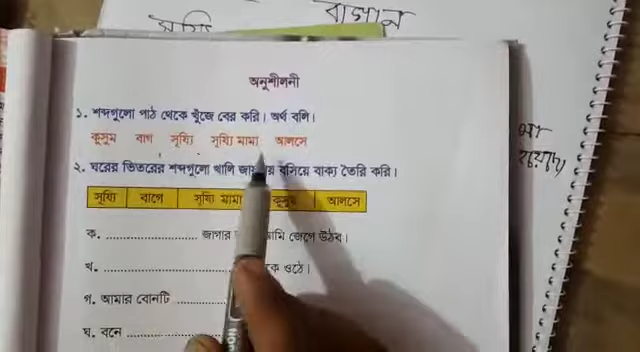 বাগান
অনুশীলনী
১. শব্দগুলো পাঠ থেকে খুঁজে বের করি। অর্থ বলি।
কুসুম বাগ সূয্যি সূয্যি মামা আলসে
২. ঘরের ভিতরের শব্দগুলো খালি বসিয়ে বাক্য তৈরি করি।
সূয্যি বাগে সূয্যি মামা কুসুম আলসে
ক. .......................... জাগার আমি জেগে উঠব।
খ. .......................... ওঠে।
গ. আমার বোনটি ................
ঘ. বনে ................